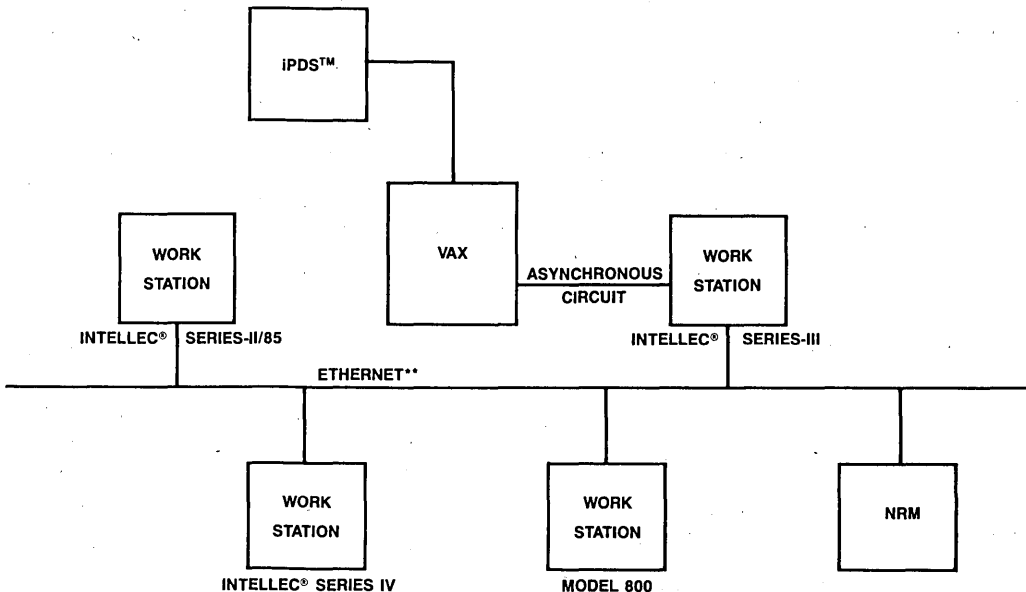 iPDS™
VAX
WORK
STATION
INTELLEC® SERIES-II/85
ASYNCHRONOUS
CIRCUIT
WORK
STATION
INTELLEC® SERIES-III
ETHERNET**
WORK
STATION
INTELLEC® SERIES IV
WORK
STATION
MODEL 800
NRM